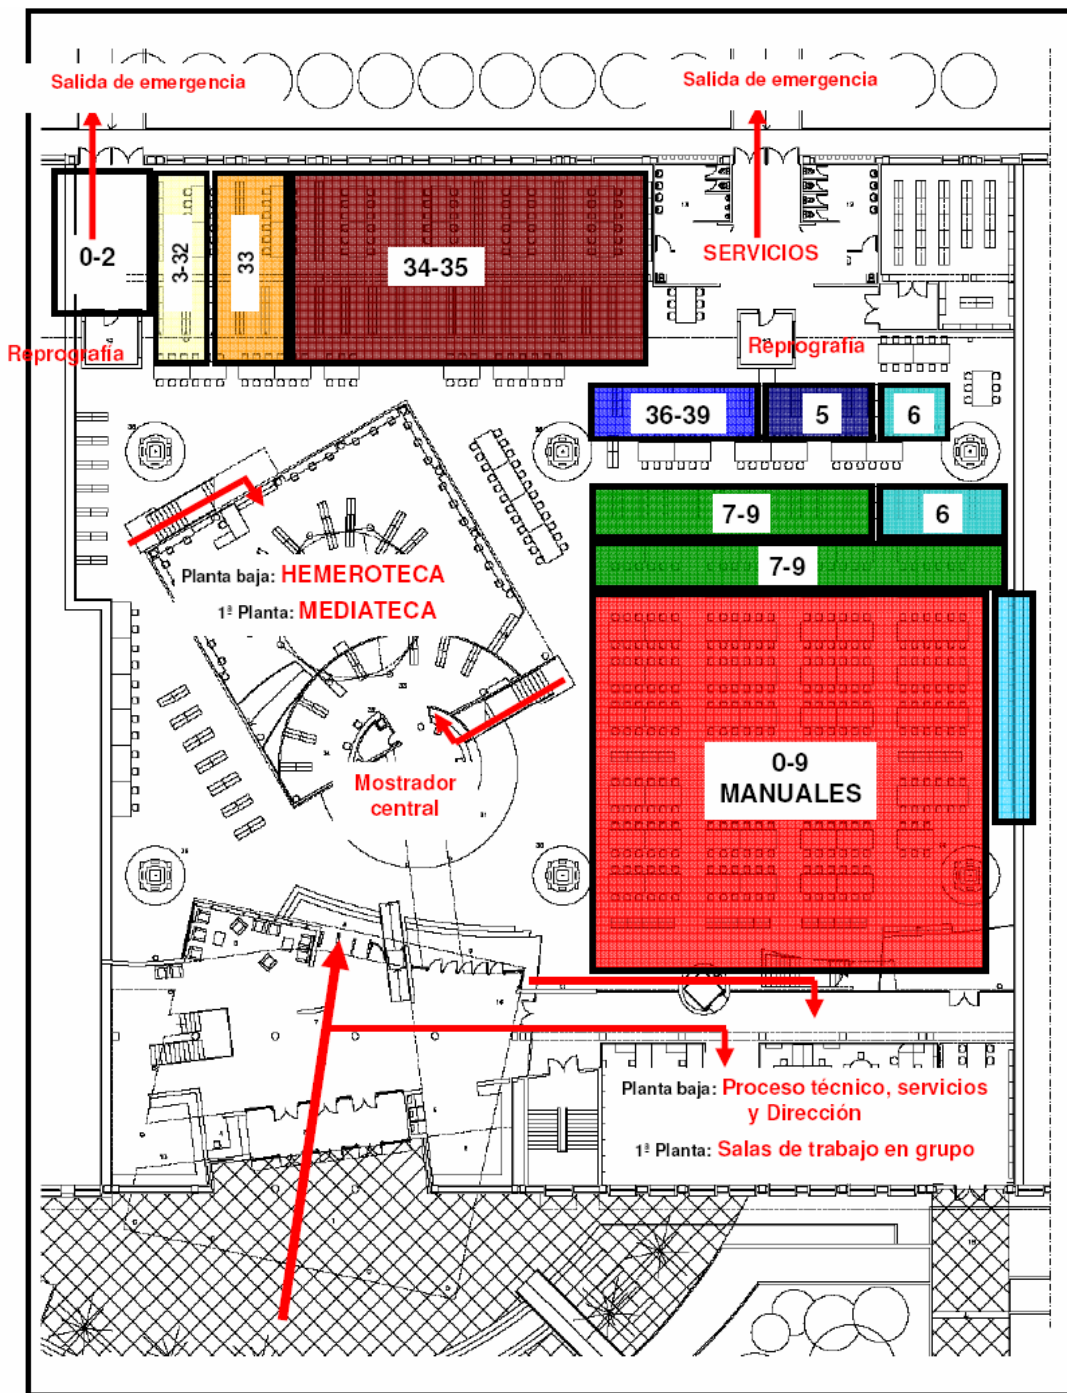 Salida de emergencia
Salida de emergencia
0-2
3-32
33
34-35
SERVICIOS
Reprografía
Reprografía
36-39
5
6
7-9
6
7-9
Planta baja: HEMEROTECA
1ª Planta: MEDIATECA
Mostrador
central
0-9
MANUALES
Planta baja: Proceso técnico, servicios
y Dirección
1ª Planta: Salas de trabajo en grupo